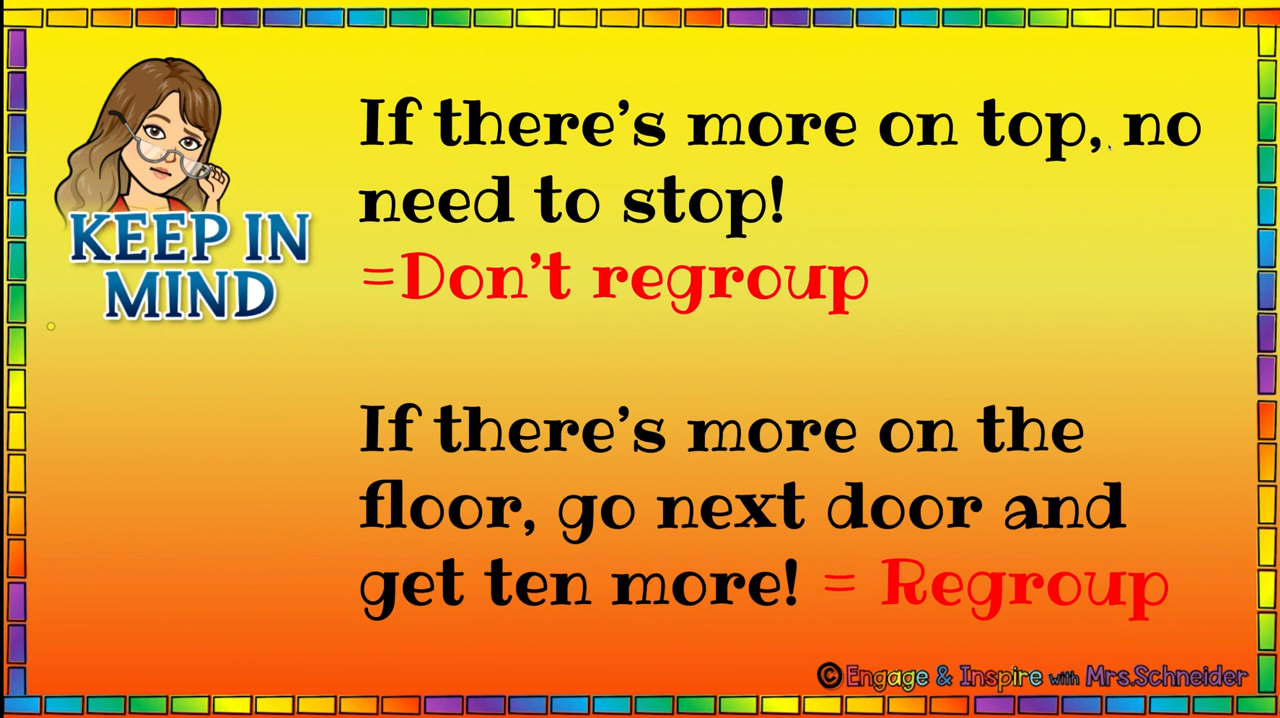 KEEP IN
MIND
If there's more on top, no
need to stop!
=Don't regroup
If there's more on the
floor, go next door and
get ten more! = Regroup
© Engage & Inspire with Mrs.Schneider